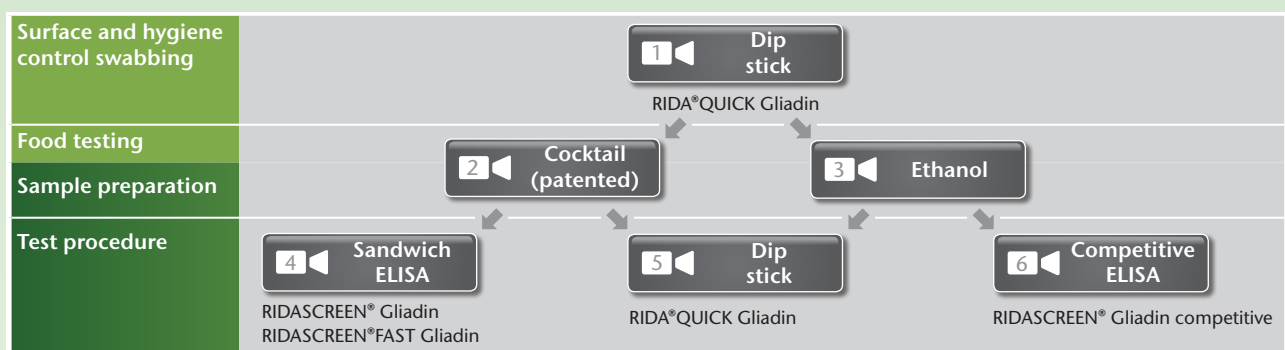 Surface and hygiene
control swabbing
1
Dip
stick
RIDA®QUICK Gliadin
Food testing
Sample preparation
2
Cocktail
(patented)
3
Ethanol
Test procedure
4
Sandwich
ELISA
RIDASCREEN® Gliadin
RIDASCREEN®FAST Gliadin
5
Dip
stick
RIDA®QUICK Gliadin
6
Competitive
ELISA
RIDASCREEN® Gliadin competitive